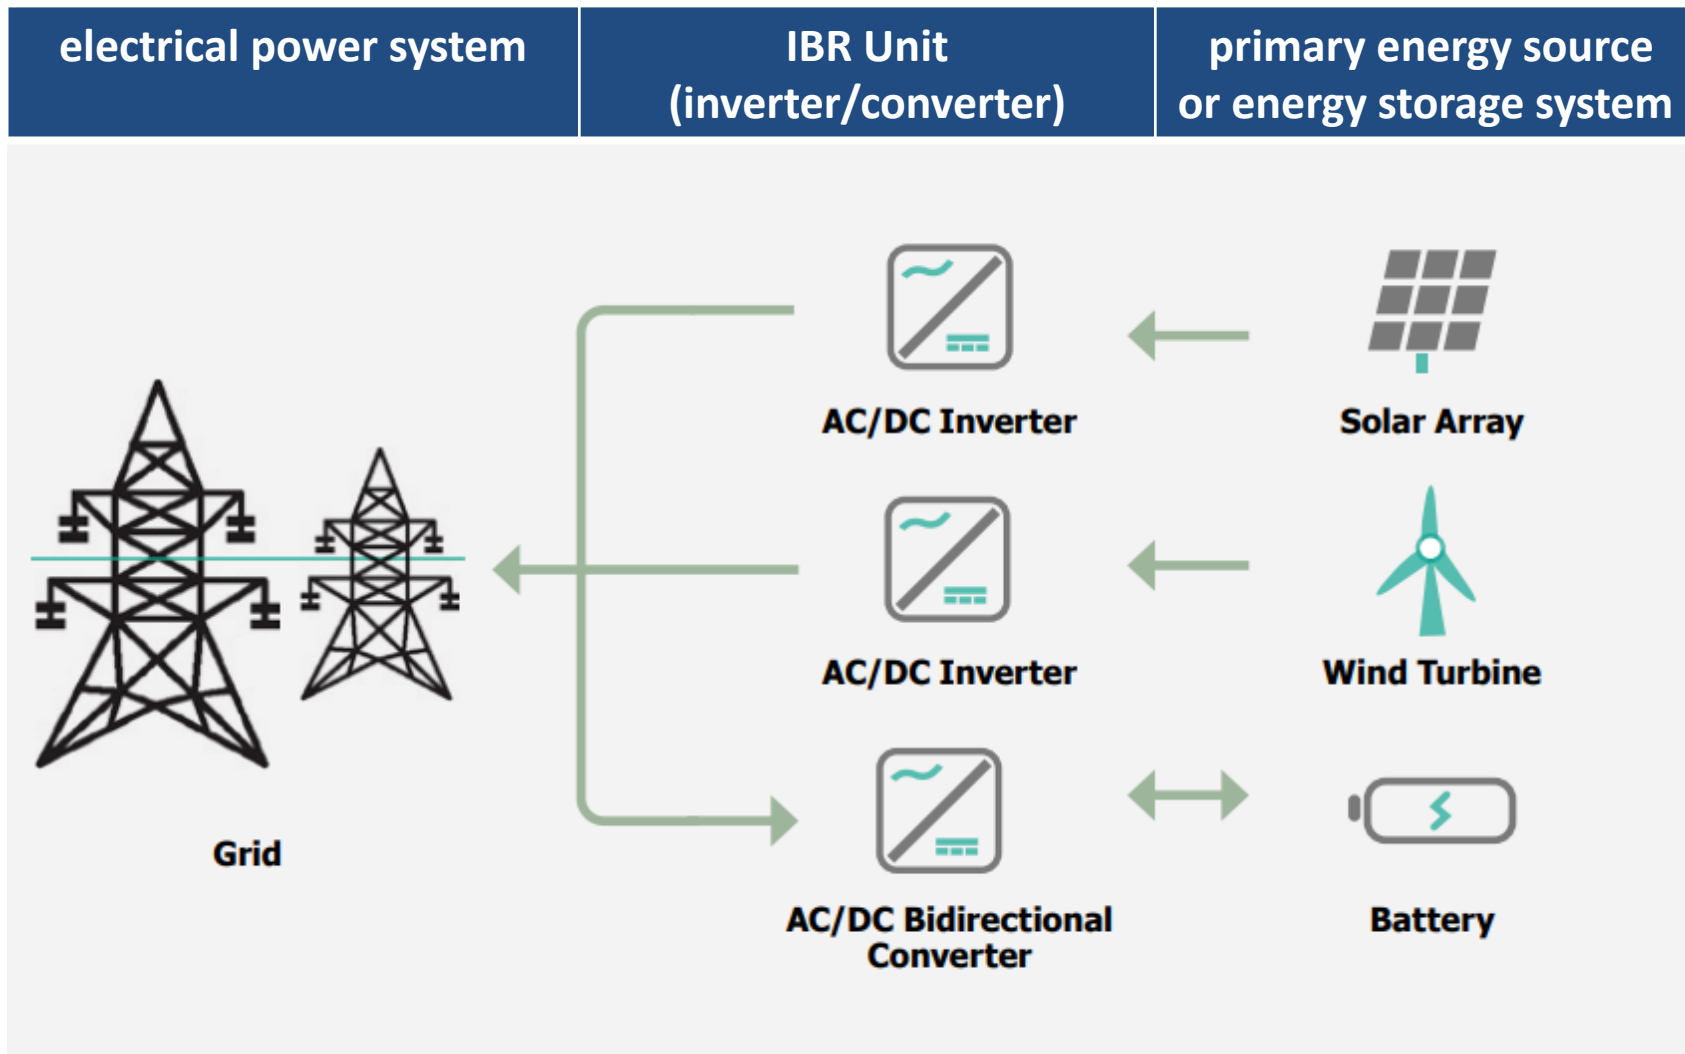 electrical power system
IBR Unit
(inverter/converter)
primary energy source
or energy storage system
AC/DC Inverter
Solar Array
AC/DC Inverter
Wind Turbine
Grid
AC/DC Bidirectional
Converter
Battery